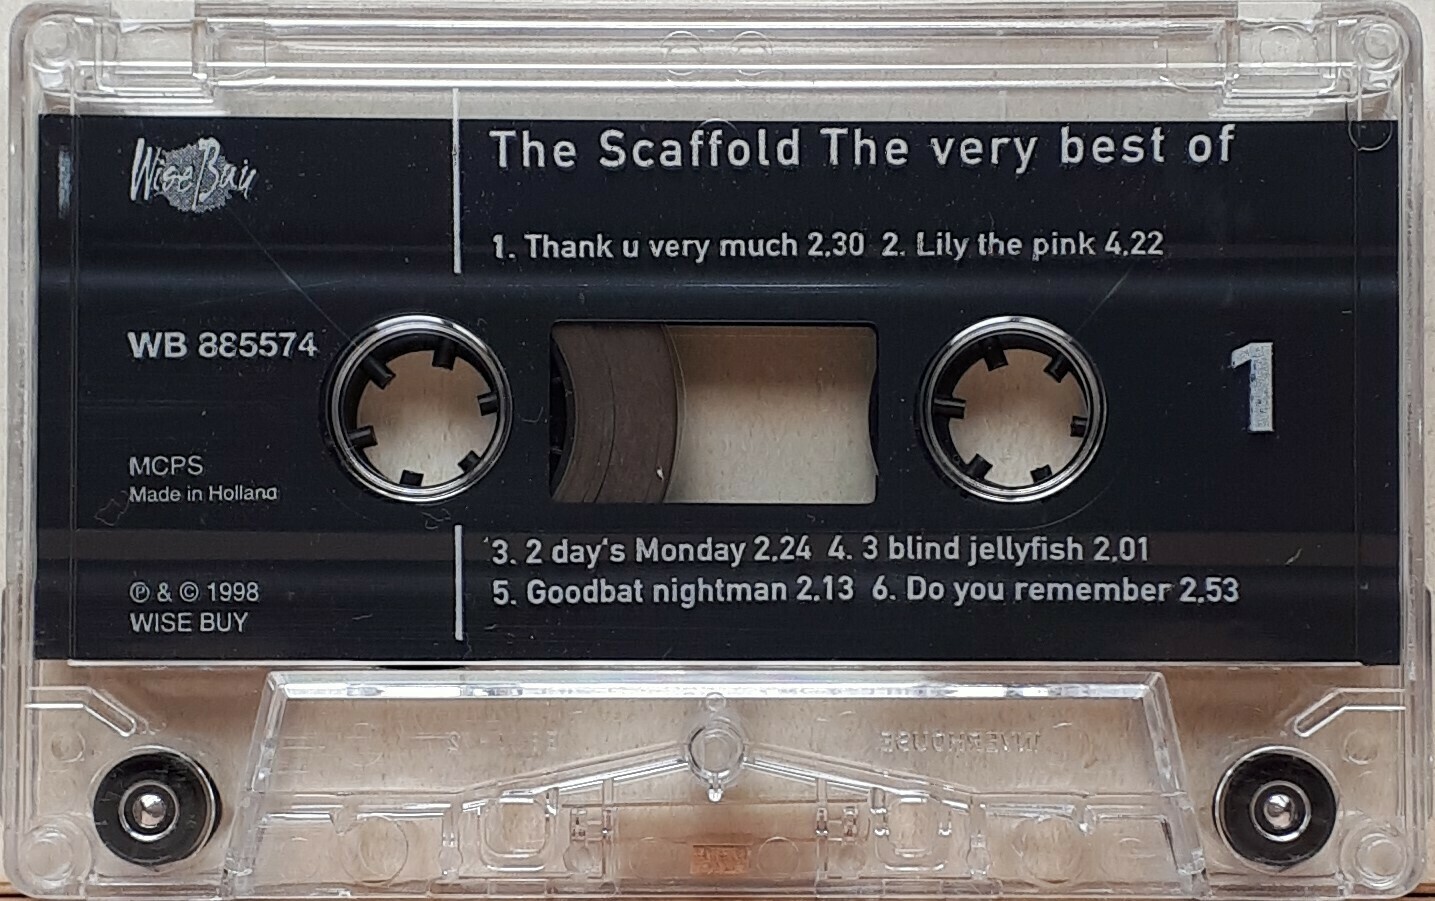 Wise Buy
The Scaffold The very best of
1. Thank u very much 2.30 2. Lily the pink 4.22
WB 885574
1
MCPS
Made in Holland
3. 2 day's Monday 2.24 4. 3 blind jellyfish 2.01
5. Goodbat nightman 2.13 6. Do you remember 2.53
℗ & © 1998
WISE BUY